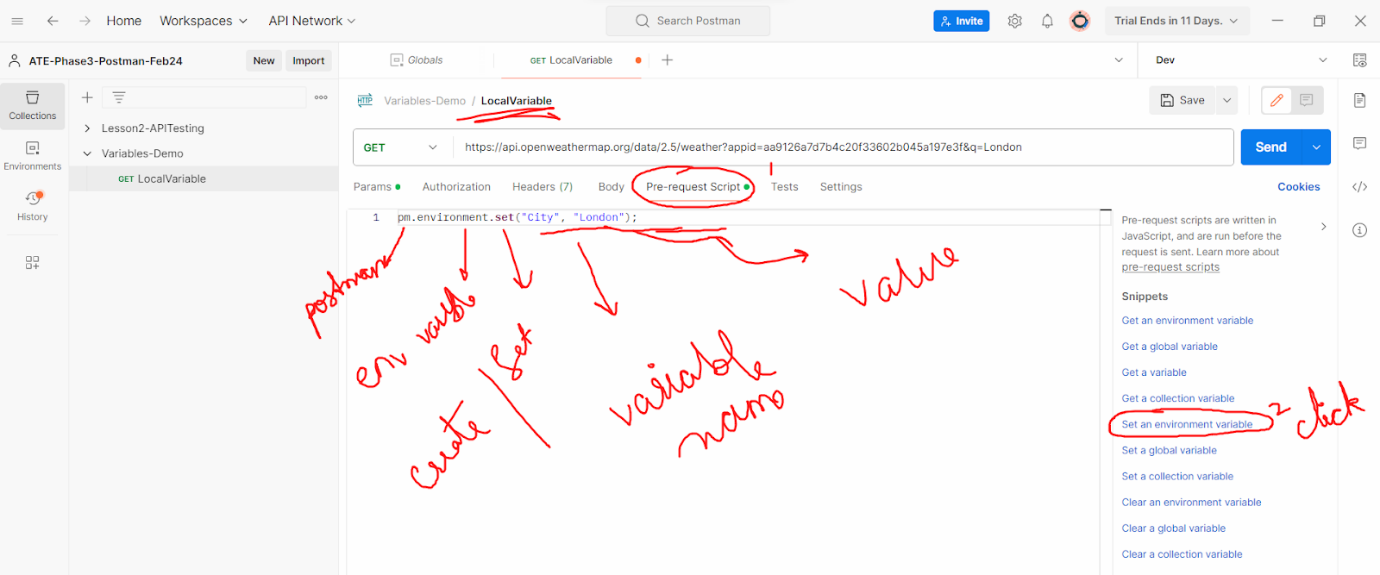 Home Workspaces API Network Search Postman Invite Trial Ends in 11 Days.
ATE-Phase3-Postman-Feb24 New Import Globals GET LocalVariable Dev
Collections
Environments
History
Lesson2-APITesting
Variables-Demo
GET LocalVariable
HTTP Variables-Demo / LocalVariable Save
GET https://api.openweathermap.org/data/2.5/weather?appid=aa9126a7d7b4c20f33602b045a197e3f&q=London Send
Params Authorization Headers (7) Body Pre-request Script Tests Settings Cookies
1
1 pm.environment.set("City", "London");
postman
env variable
create / set
variable
name
value
Pre-request scripts are written in
JavaScript, and are run before the
request is sent. Learn more about
pre-request scripts
Snippets
Get an environment variable
Get a global variable
Get a variable
Get a collection variable
Set an environment variable
2 click
Set a global variable
Set a collection variable
Clear an environment variable
Clear a global variable
Clear a collection variable